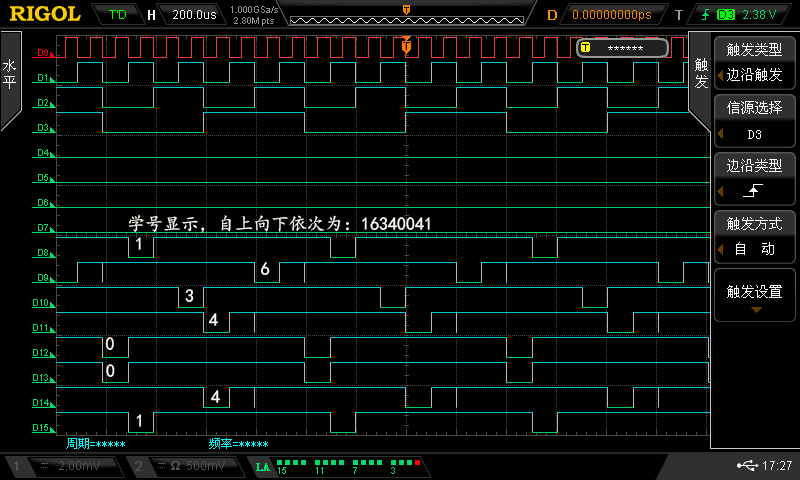 RIGOL T'D H 200.0us 1.000GSa/s 2.80M pts D 0.00000000ps T D3 2.38 V
水平
触发
触发类型
边沿触发
信源选择
D3
边沿类型
触发方式
自 动
触发设置
T ******
D0
D1
D2
D3
D4
D5
D6
D7
学号显示，自上向下依次为：16340041
D8 1
D9 6
D10 3
D11 4
D12 0
D13 0
D14 4
D15 1
周期=***** 频率=*****
1 = 2.00mV 2 = Ω 500mV LA 15 11 7 3 17:27